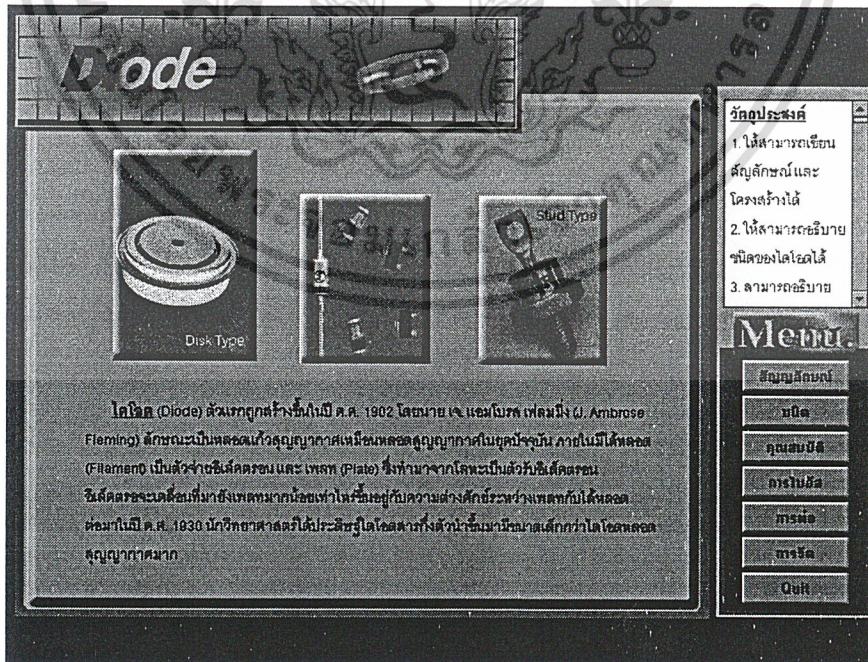 Diode
Disk Type
Stud Type
ไดโอด (Diode) ตัวแรกถูกสร้างขึ้นในปี ค.ศ. 1902 โดยนาย เจ. แอมโบรส เฟลมมิ่ง (J. Ambrose
Fleming) ลักษณะเป็นหลอดแก้วสุญญากาศเหมือนหลอดสูญญากาศในยุคปัจจุบัน ภายในมีไส้หลอด
(Filament) เป็นตัวจ่ายอิเล็คตรอน และ เพลท (Plate) ซึ่งทำมาจากโลหะเป็นตัวรับอิเล็คตรอน
อิเล็คตรอจะเคลื่อนที่มายังเพลทมากน้อยเท่าไหร่ขึ้นอยู่กับความต่างศักย์ระหว่างเพลทกับไส้หลอด
ต่อมาในปี ค.ศ. 1930 นักวิทยาศาสตร์ได้ประดิษฐ์ไดโอดสารกึ่งตัวนำขึ้นมามีขนาดเล็กกว่าไดโอดหลอด
สุญญากาศมาก
วัตถุประสงค์
1. ให้สามารถเขียน
สัญลักษณ์ และ
โครงสร้างได้
2. ให้สามารถอธิบาย
ชนิดของไดโอดได้
3. สามารถอธิบาย
Menu.
สัญญลักษณ์
ชนิด
คุณสมบัติ
การไบอัส
การต่อ
การวัด
Quit